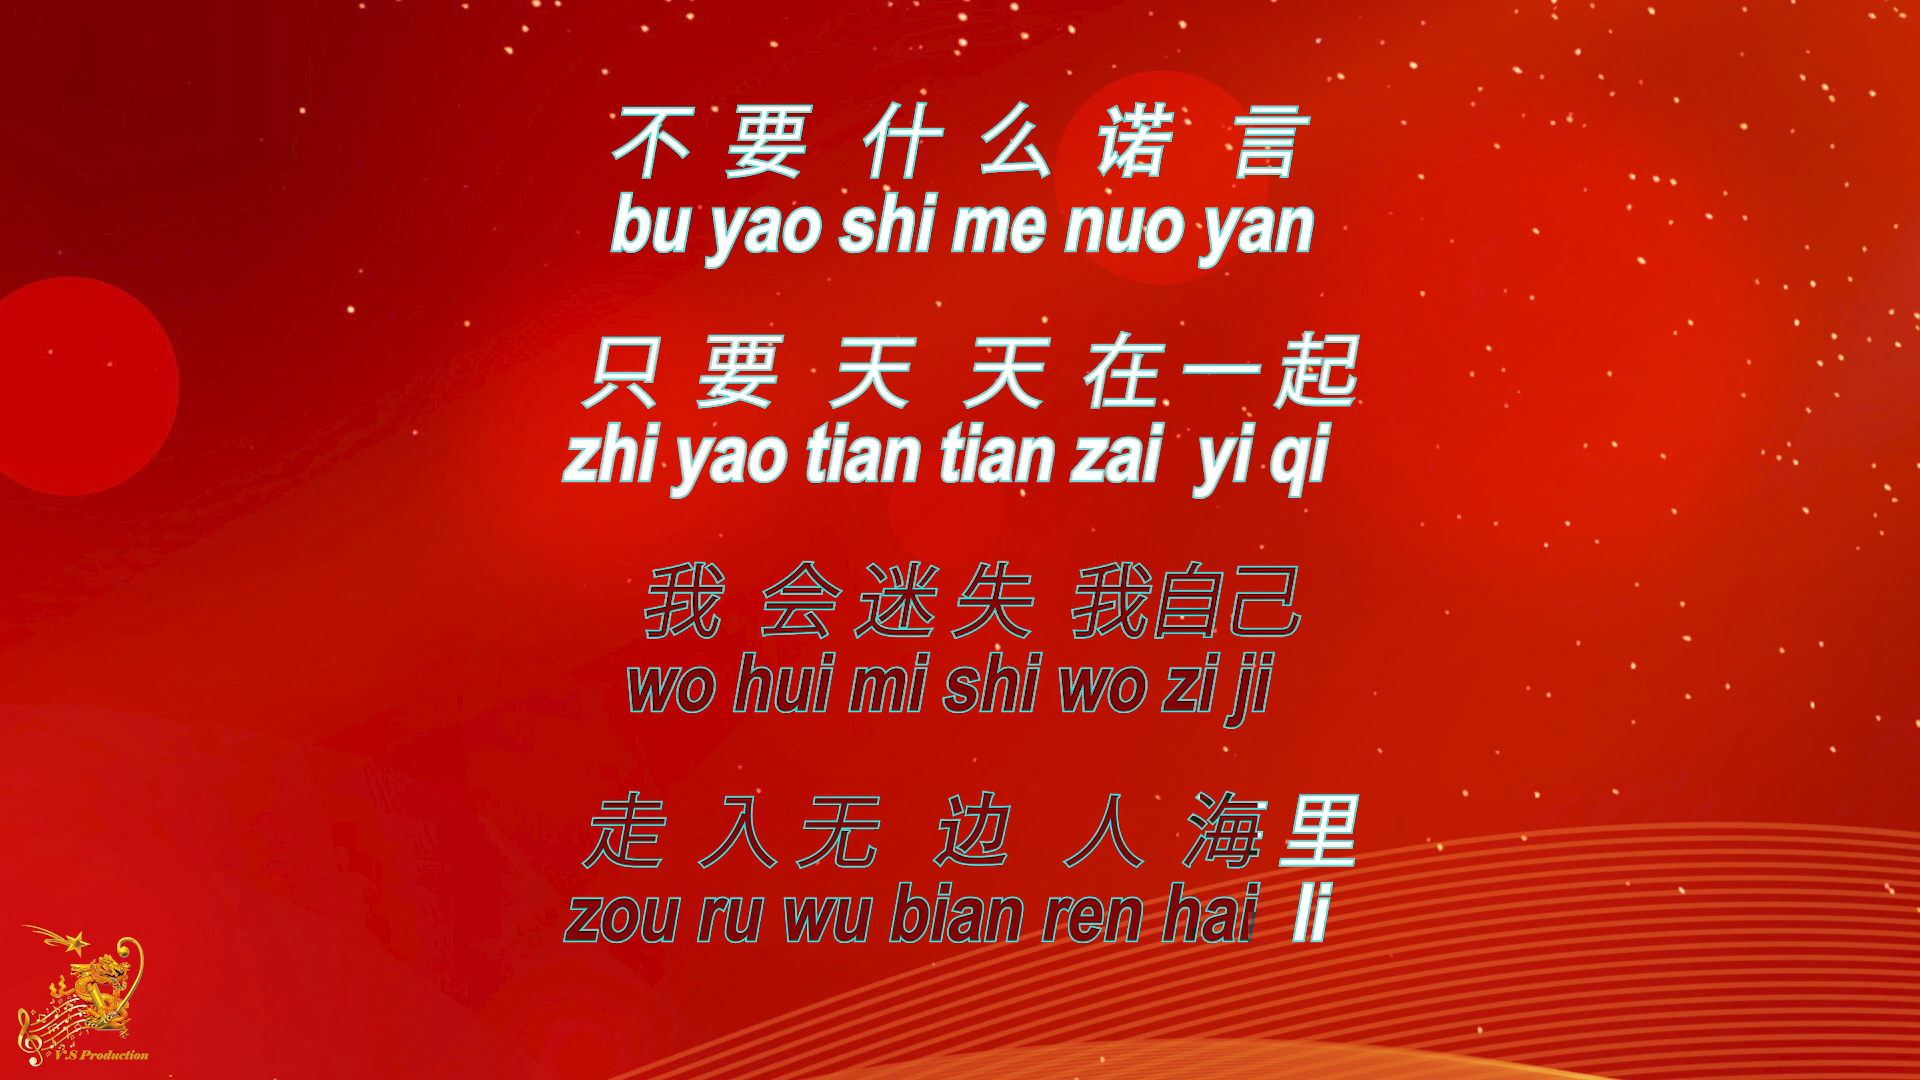 不 要 什 么 诺 言
bu yao shi me nuo yan
只 要 天 天 在 一 起
zhi yao tian tian zai yi qi
我 会 迷 失 我 自 己
wo hui mi shi wo zi ji
走 入 无 边 人 海 里
zou ru wu bian ren hai li
V.S Production